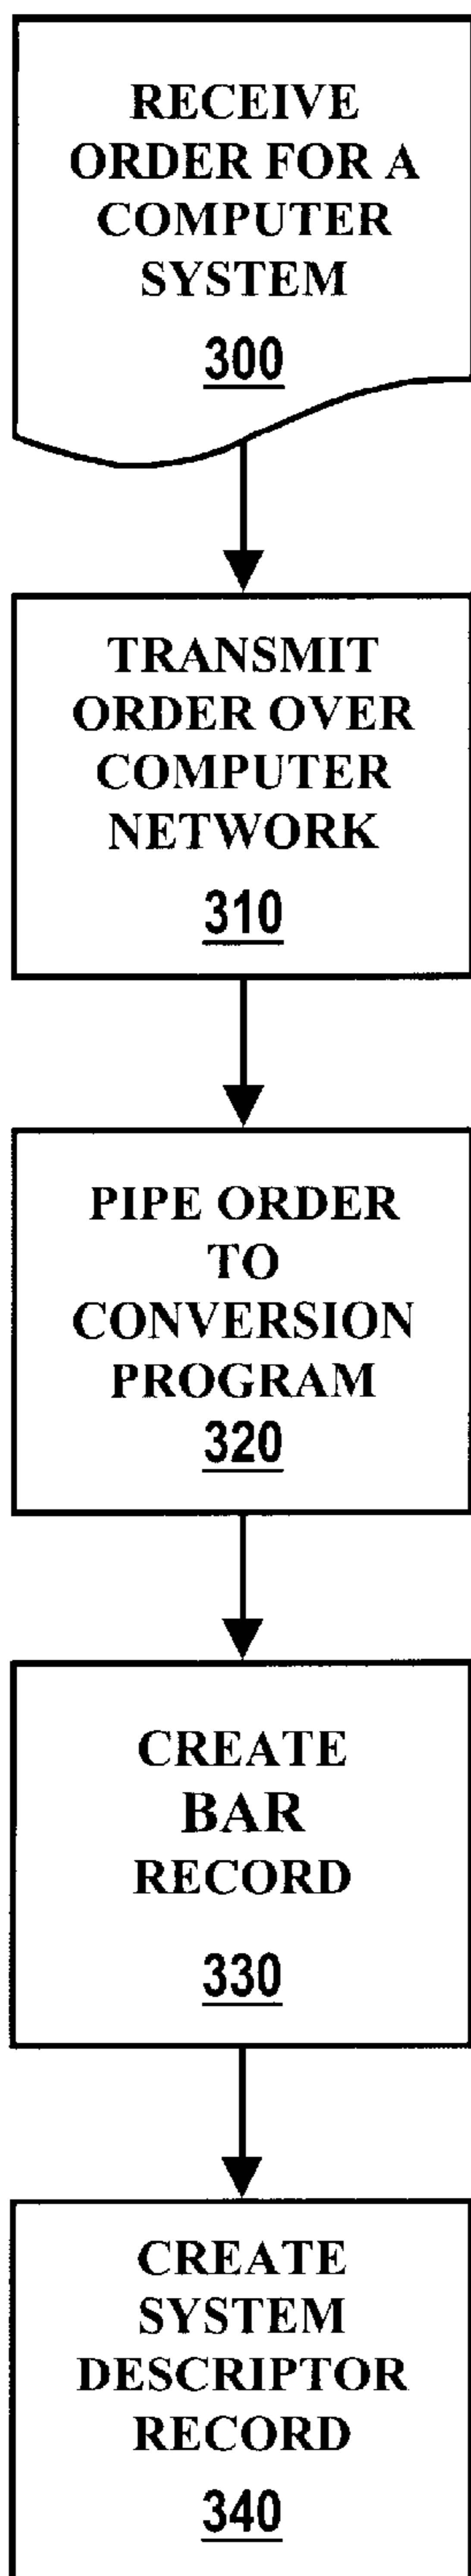 RECEIVE
ORDER FOR A
COMPUTER
SYSTEM
300
TRANSMIT
ORDER OVER
COMPUTER
NETWORK
310
PIPE ORDER
TO
CONVERSION
PROGRAM
320
CREATE
BAR
RECORD
330
CREATE
SYSTEM
DESCRIPTOR
RECORD
340